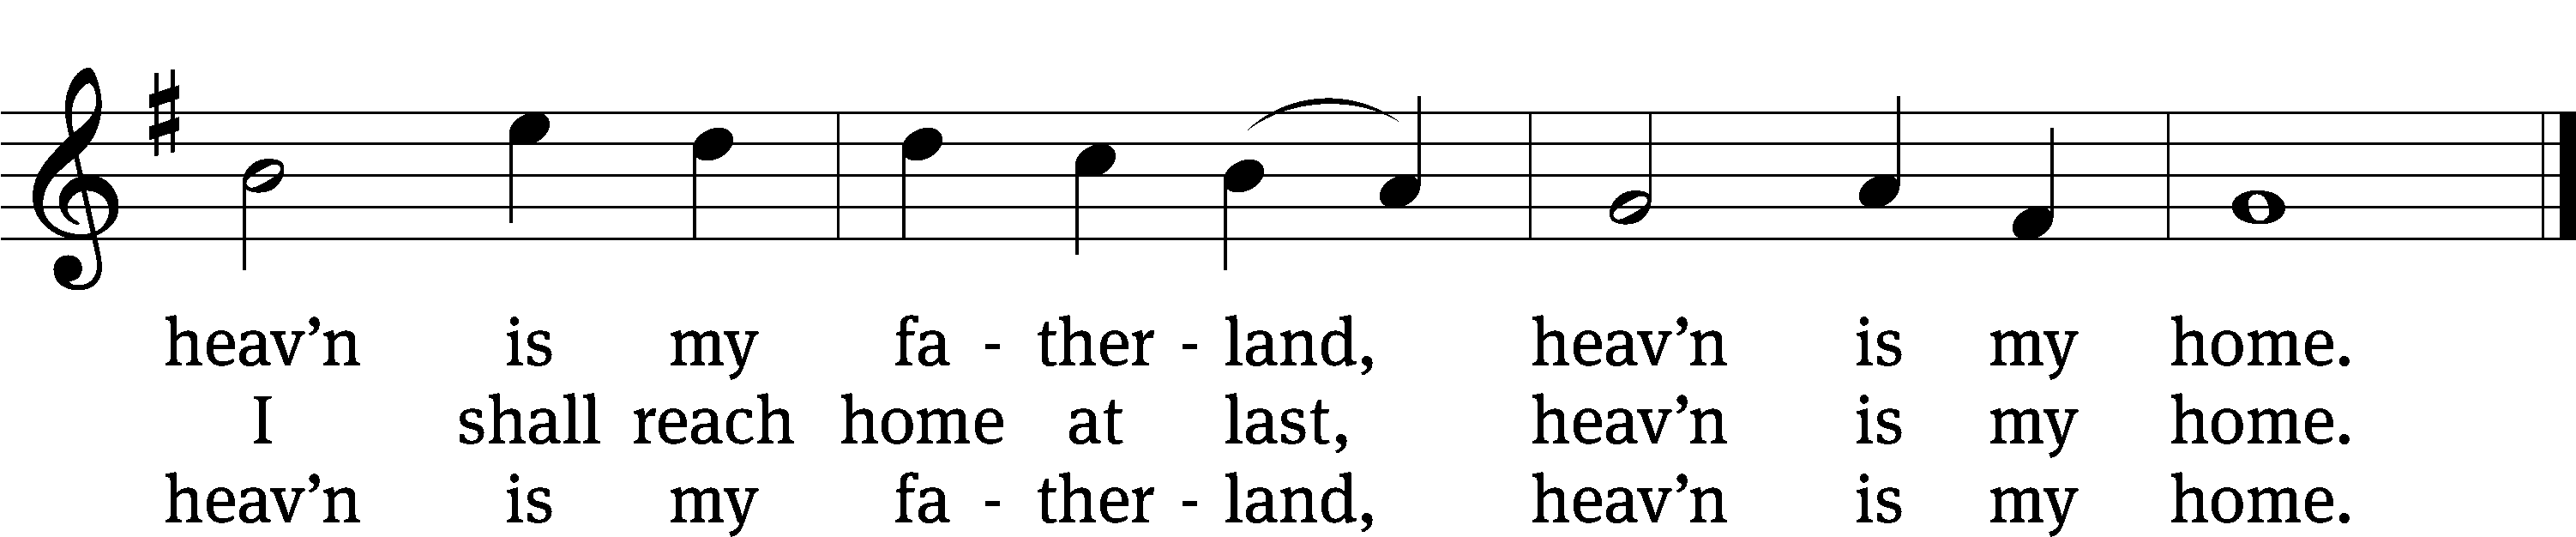 heav’n is my fa - ther - land, heav’n is my home.
I shall reach home at last, heav’n is my home.
heav’n is my fa - ther - land, heav’n is my home.